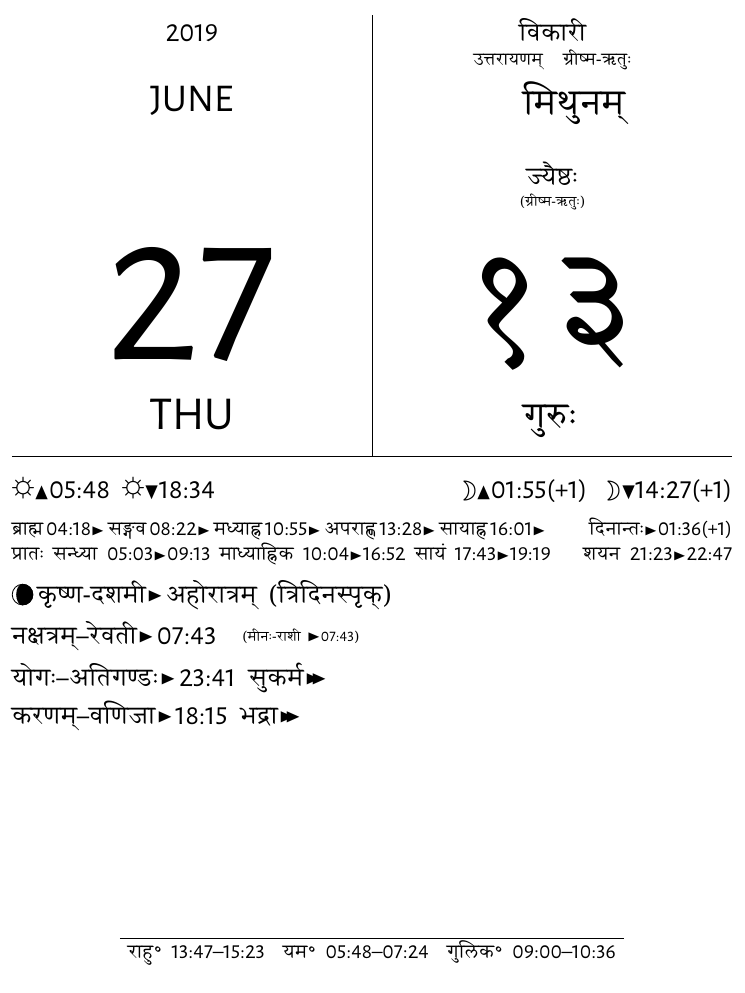 2019
JUNE
27
THU
विकारी
उत्तरायणम् ग्रीष्म-ऋतुः
मिथुनम्
ज्यैष्ठः
(ग्रीष्म-ऋतुः)
१३
गुरुः
☼▲05:48 ☼▼18:34 ☽▲01:55(+1) ☽▼14:27(+1)
ब्राह्म 04:18► सङ्गव 08:22► मध्याह्न 10:55► अपराह्ण 13:28► सायाह्न 16:01► दिनान्तः►01:36(+1)
प्रातः सन्ध्या 05:03►09:13 माध्याह्निक 10:04►16:52 सायं 17:43►19:19 शयन 21:23►22:47
कृष्ण-दशमी► अहोरात्रम् (त्रिदिनस्पृक्)
नक्षत्रम्–रेवती► 07:43 (मीनः-राशी ►07:43)
योगः–अतिगण्डः►23:41 सुकर्म►►
करणम्–वणिजा►18:15 भद्रा►►
राहु° 13:47–15:23 यम° 05:48–07:24 गुलिक° 09:00–10:36